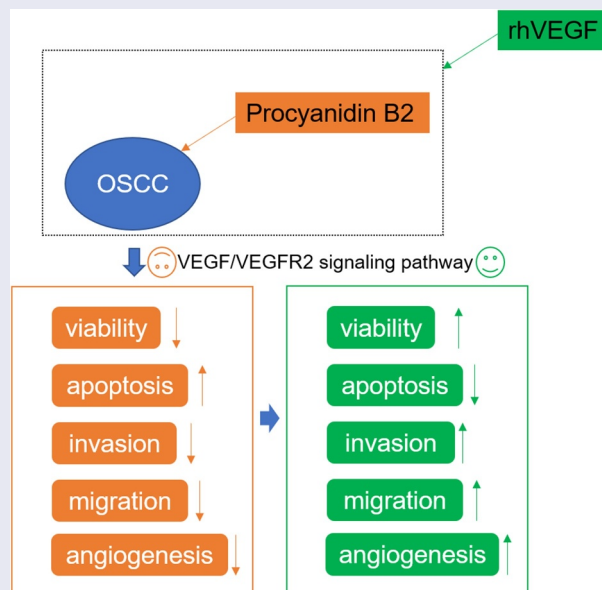 rhVEGF
Procyanidin B2
OSCC
VEGF/VEGFR2 signaling pathway
viability
apoptosis
invasion
migration
angiogenesis
viability
apoptosis
invasion
migration
angiogenesis